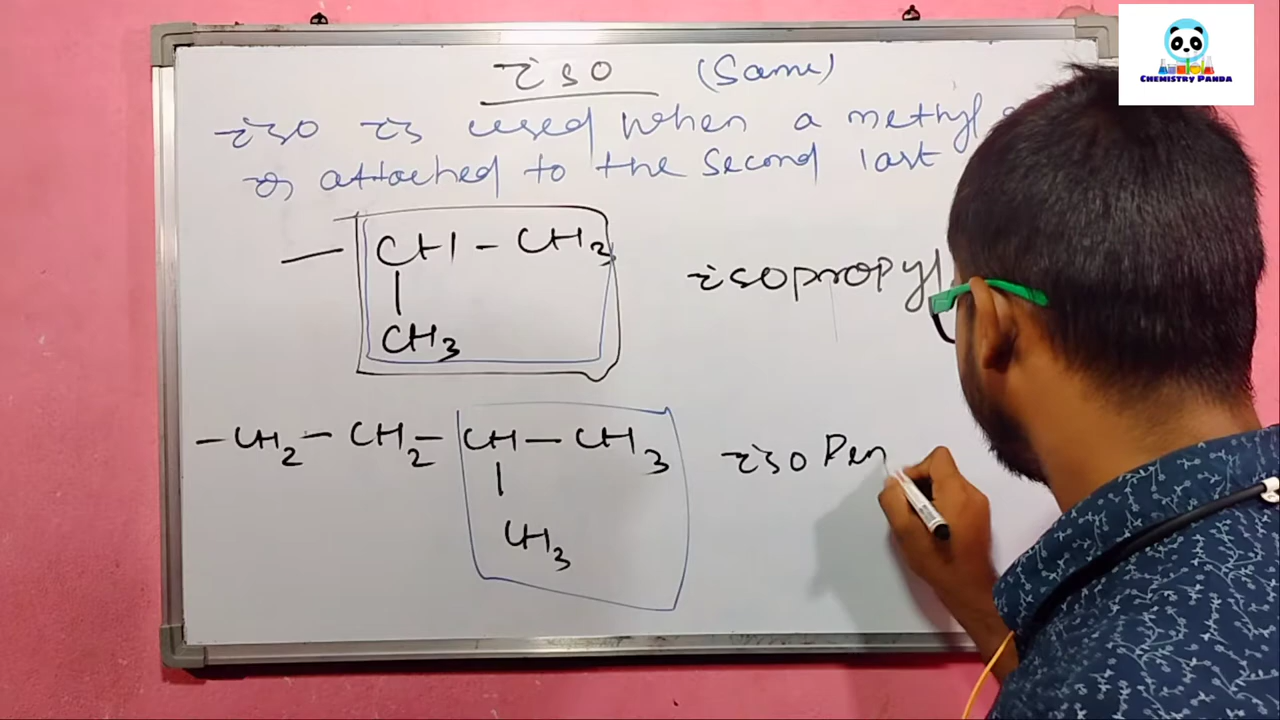 iso (Same)
iso is used when a methyl
is attached to the second last
— CH – CH3
|
CH3
isopropyl
– CH2 – CH2 – CH – CH3
|
CH3
iso Pen
CHEMISTRY PANDA